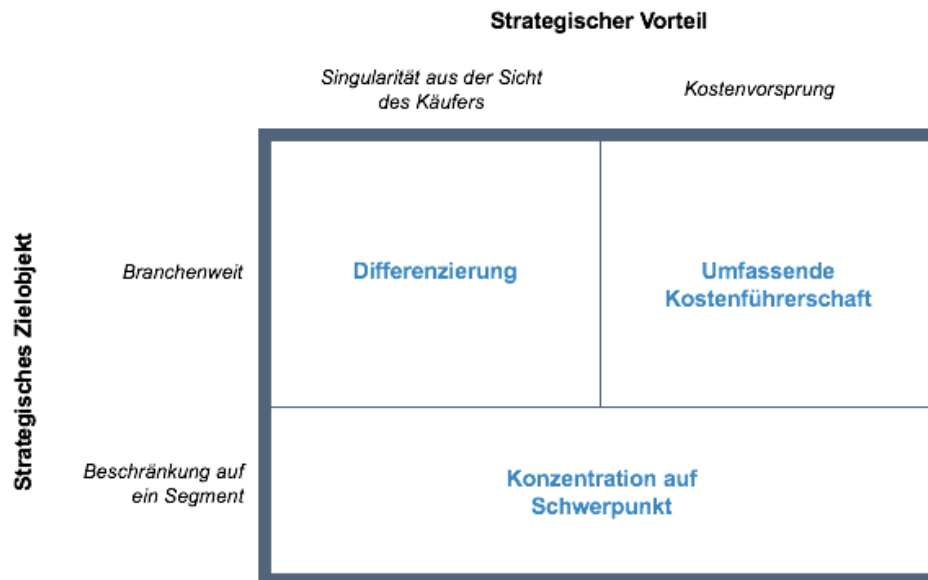 Strategischer Vorteil
Singularität aus der Sicht
des Käufers
Kostenvorsprung
Strategisches Zielobjekt
Branchenweit
Differenzierung
Umfassende
Kostenführerschaft
Beschränkung auf
ein Segment
Konzentration auf
Schwerpunkt